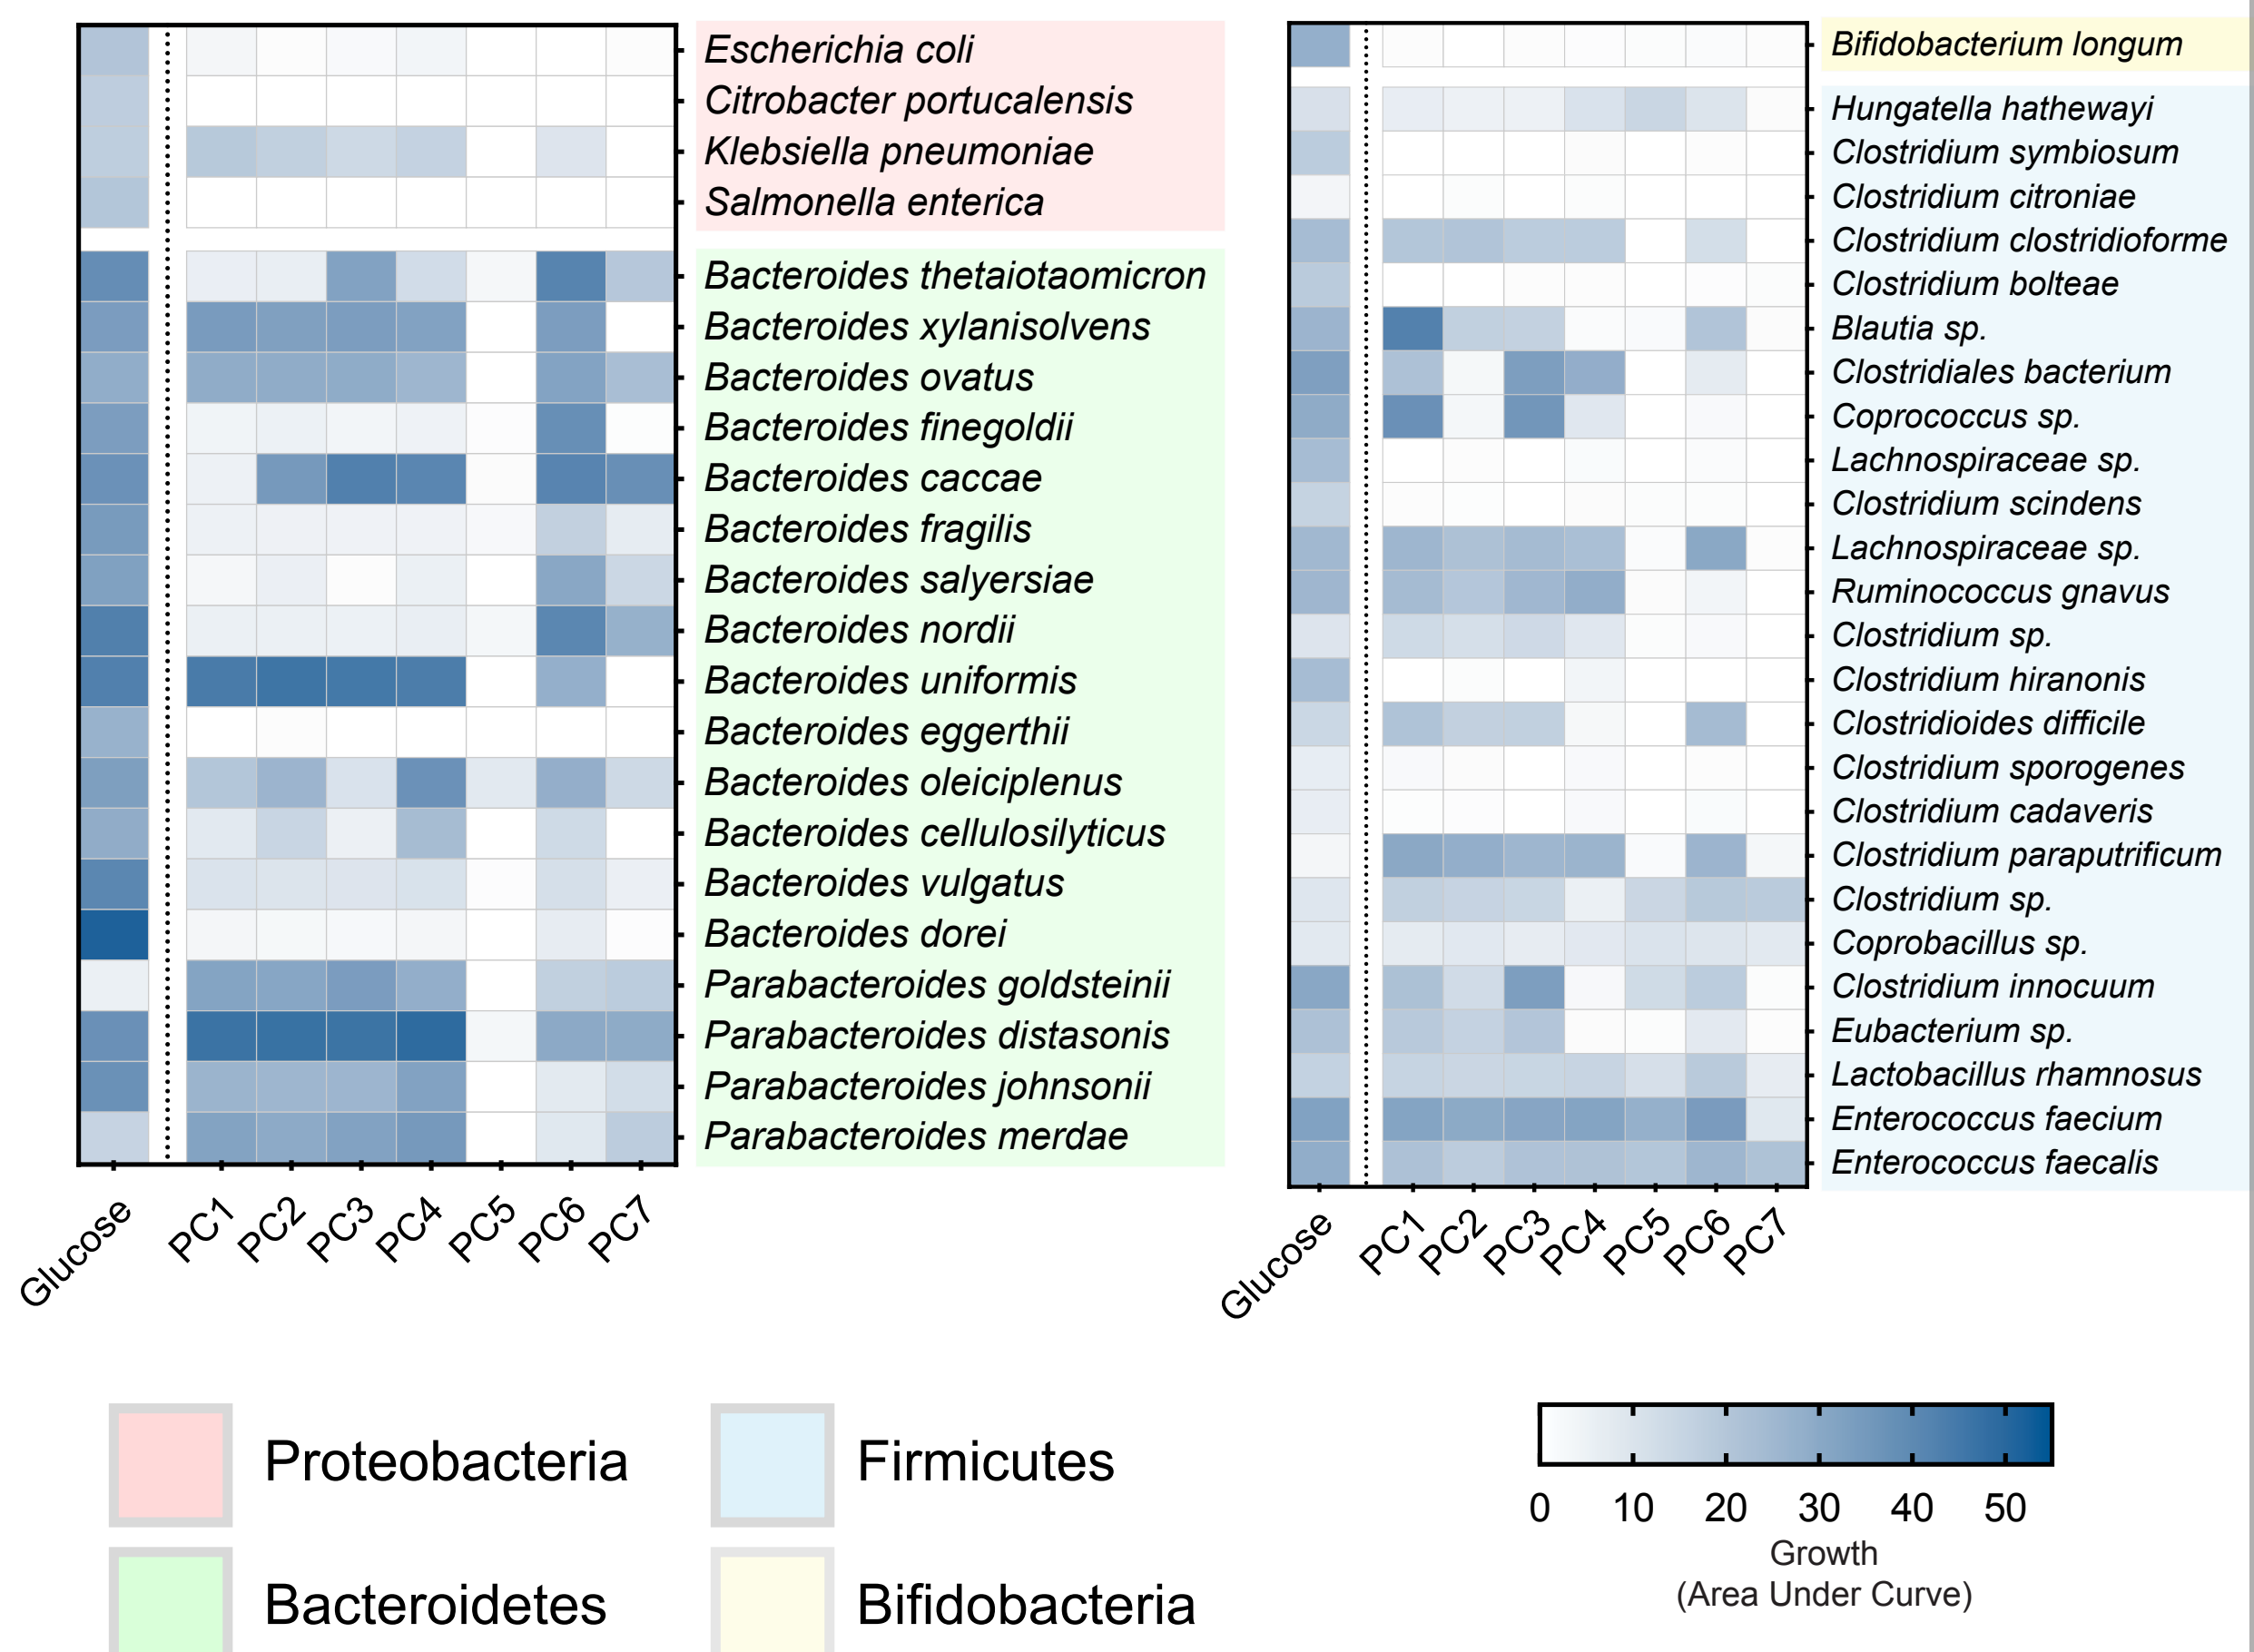 Escherichia coli
Citrobacter portucalensis
Klebsiella pneumoniae
Salmonella enterica
Bacteroides thetaiotaomicron
Bacteroides xylanisolvens
Bacteroides ovatus
Bacteroides finegoldii
Bacteroides caccae
Bacteroides fragilis
Bacteroides salyersiae
Bacteroides nordii
Bacteroides uniformis
Bacteroides eggerthii
Bacteroides oleiciplenus
Bacteroides cellulosilyticus
Bacteroides vulgatus
Bacteroides dorei
Parabacteroides goldsteinii
Parabacteroides distasonis
Parabacteroides johnsonii
Parabacteroides merdae
Glucose PC1 PC2 PC3 PC4 PC5 PC6 PC7
Bifidobacterium longum
Hungatella hathewayi
Clostridium symbiosum
Clostridium citroniae
Clostridium clostridioforme
Clostridium bolteae
Blautia sp.
Clostridiales bacterium
Coprococcus sp.
Lachnospiraceae sp.
Clostridium scindens
Lachnospiraceae sp.
Ruminococcus gnavus
Clostridium sp.
Clostridium hiranonis
Clostridioides difficile
Clostridium sporogenes
Clostridium cadaveris
Clostridium paraputrificum
Clostridium sp.
Coprobacillus sp.
Clostridium innocuum
Eubacterium sp.
Lactobacillus rhamnosus
Enterococcus faecium
Enterococcus faecalis
Glucose PC1 PC2 PC3 PC4 PC5 PC6 PC7
Proteobacteria
Firmicutes
Bacteroidetes
Bifidobacteria
0 10 20 30 40 50
Growth
(Area Under Curve)